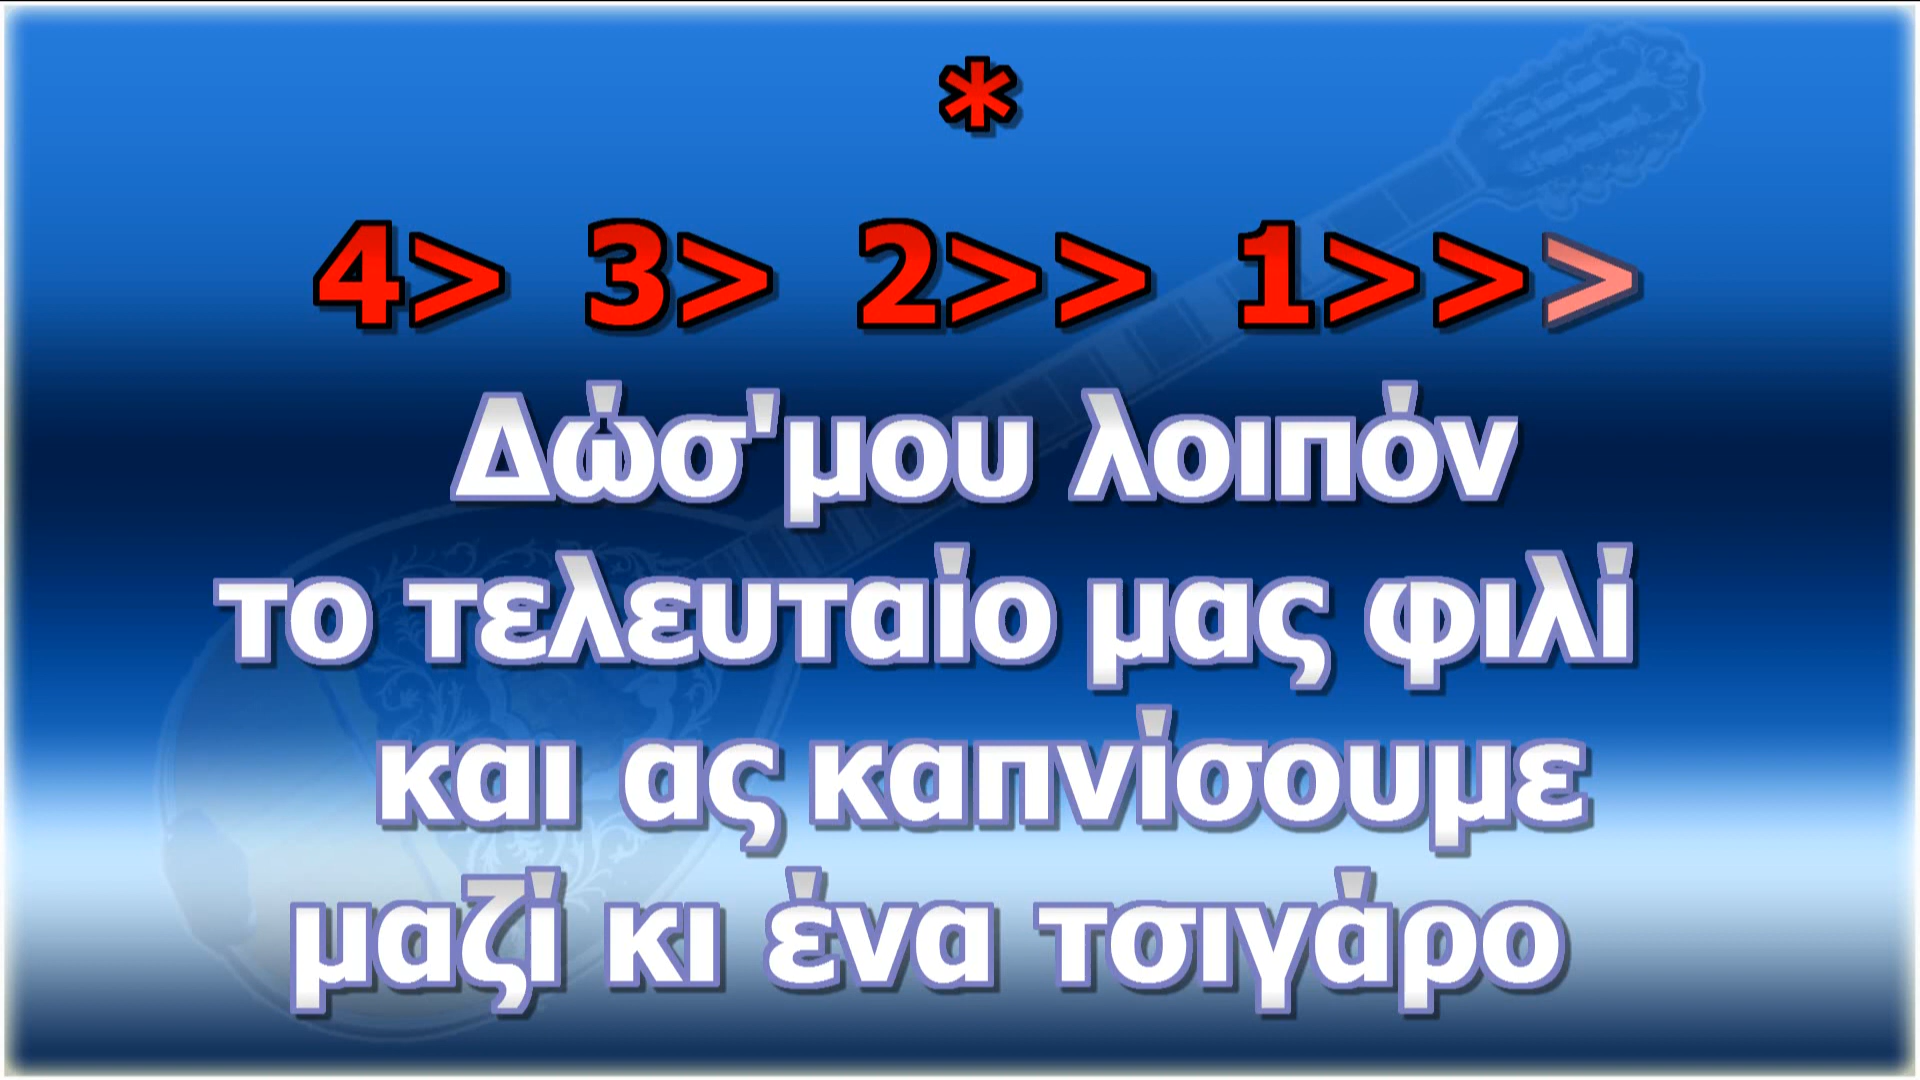 *
4> 3> 2>> 1>>>
Δώσ'μου λοιπόν
το τελευταίο μας φιλί
και ας καπνίσουμε
μαζί κι ένα τσιγάρο